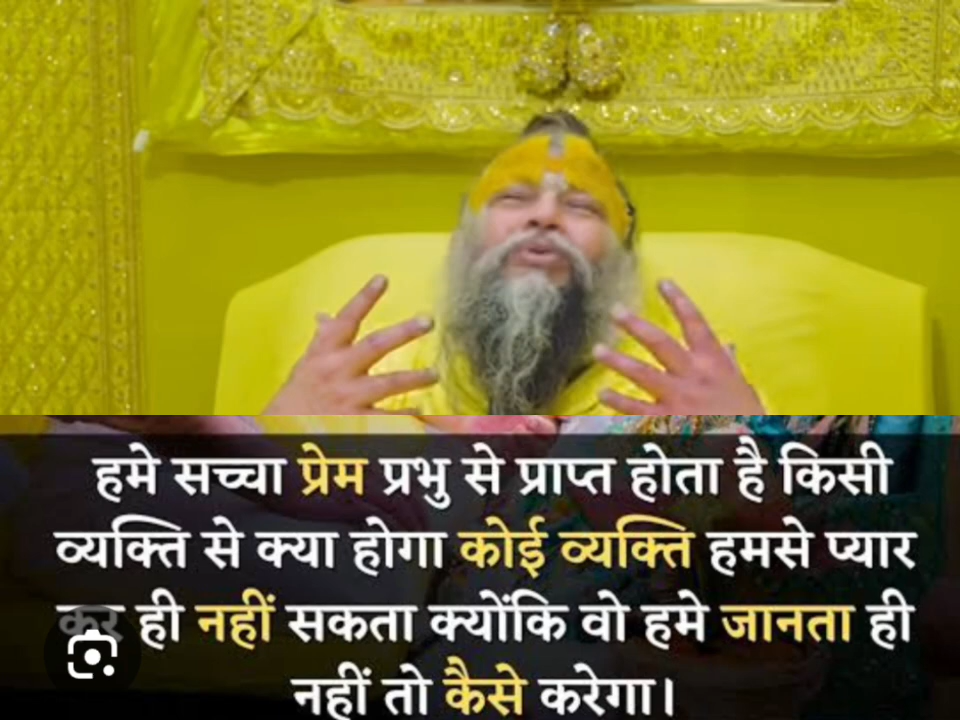 हमे सच्चा प्रेम प्रभु से प्राप्त होता है किसी
व्यक्ति से क्या होगा कोई व्यक्ति हमसे प्यार
कर ही नहीं सकता क्योंकि वो हमे जानता ही
नहीं तो कैसे करेगा।